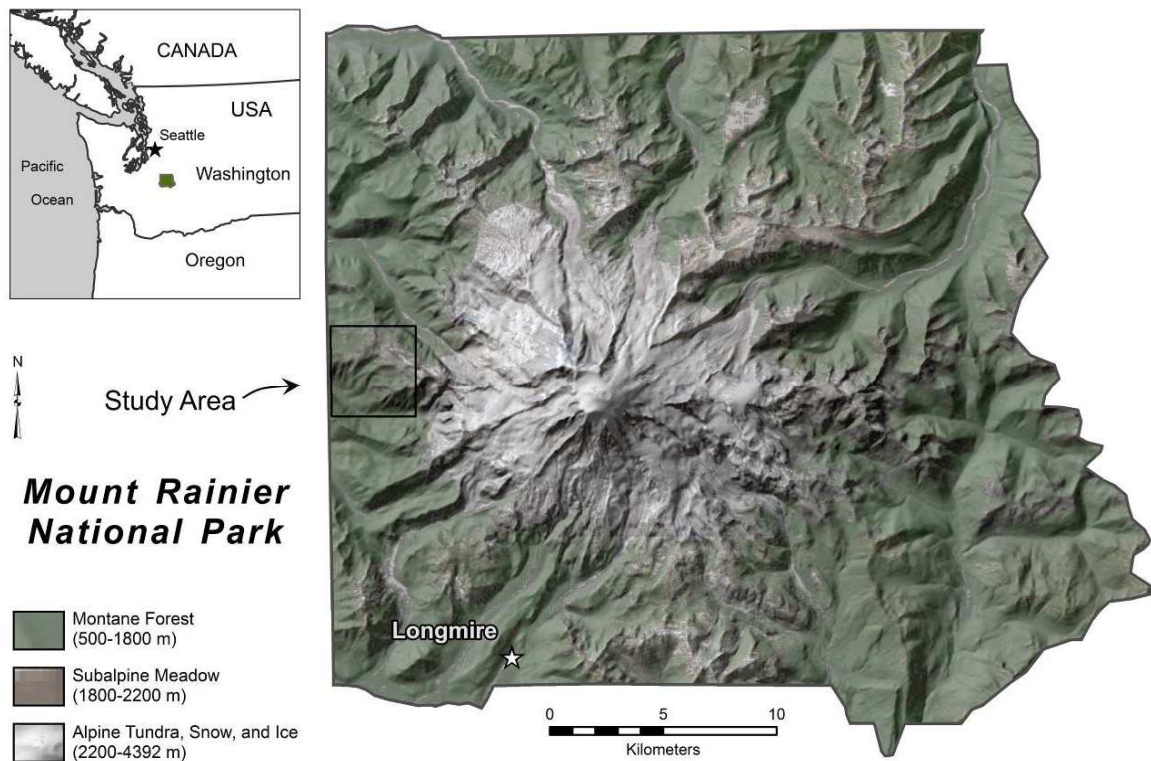 CANADA
USA
Seattle
Pacific
Ocean
Washington
Oregon
N
Study Area
Mount Rainier
National Park
Montane Forest
(500-1800 m)
Subalpine Meadow
(1800-2200 m)
Alpine Tundra, Snow, and Ice
(2200-4392 m)
Longmire
0 5 10
Kilometers